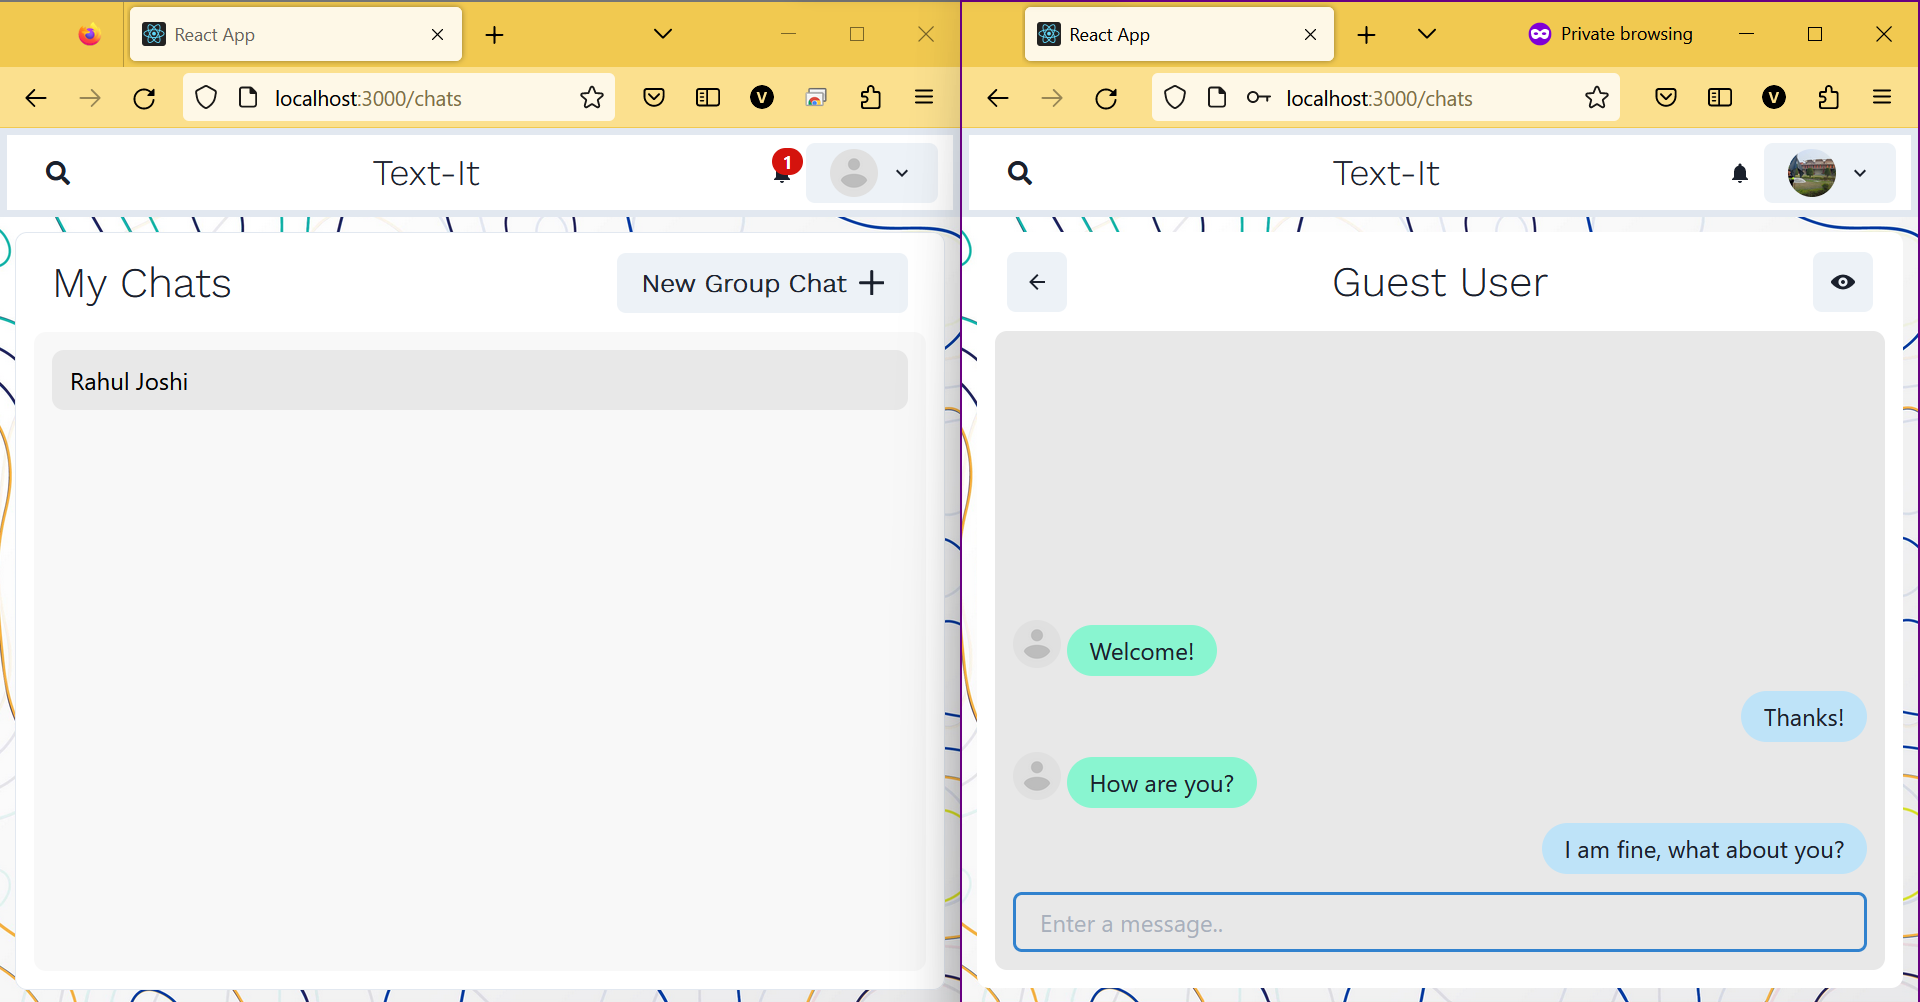 React App
localhost:3000/chats
Text-It
1
My Chats
New Group Chat
Rahul Joshi
React App
Private browsing
localhost:3000/chats
Text-It
Guest User
Welcome!
Thanks!
How are you?
I am fine, what about you?
Enter a message..